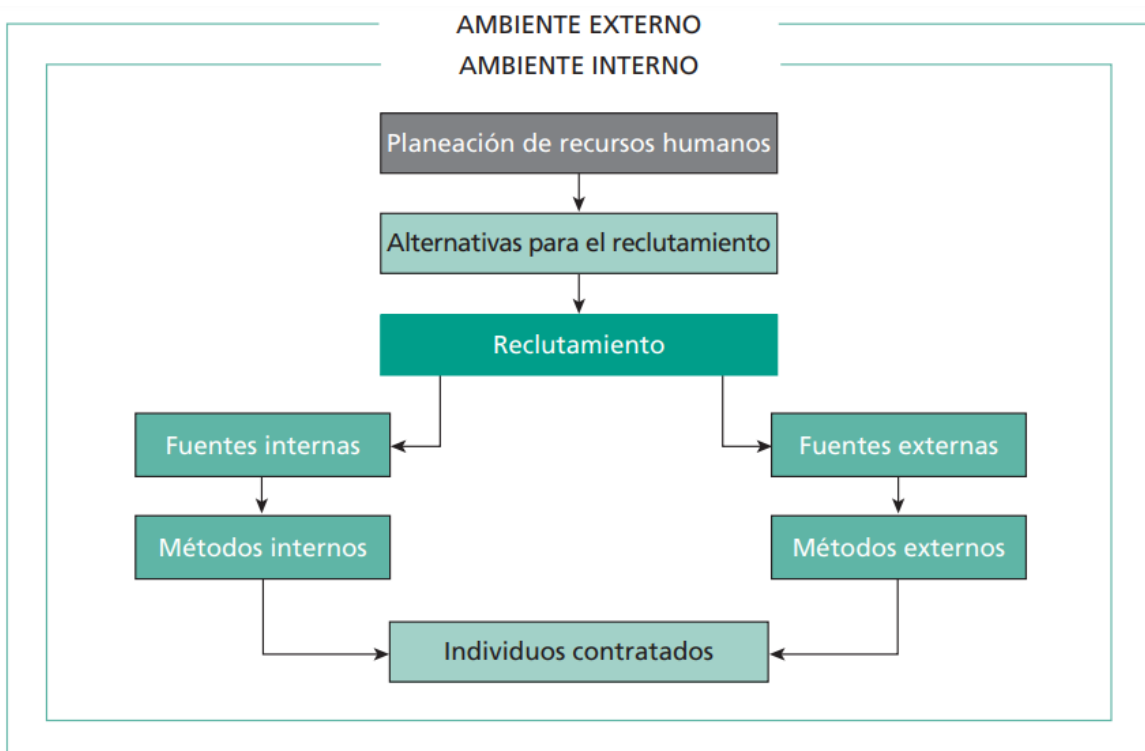 AMBIENTE EXTERNO
AMBIENTE INTERNO
Planeación de recursos humanos
Alternativas para el reclutamiento
Reclutamiento
Fuentes internas
Fuentes externas
Métodos internos
Métodos externos
Individuos contratados